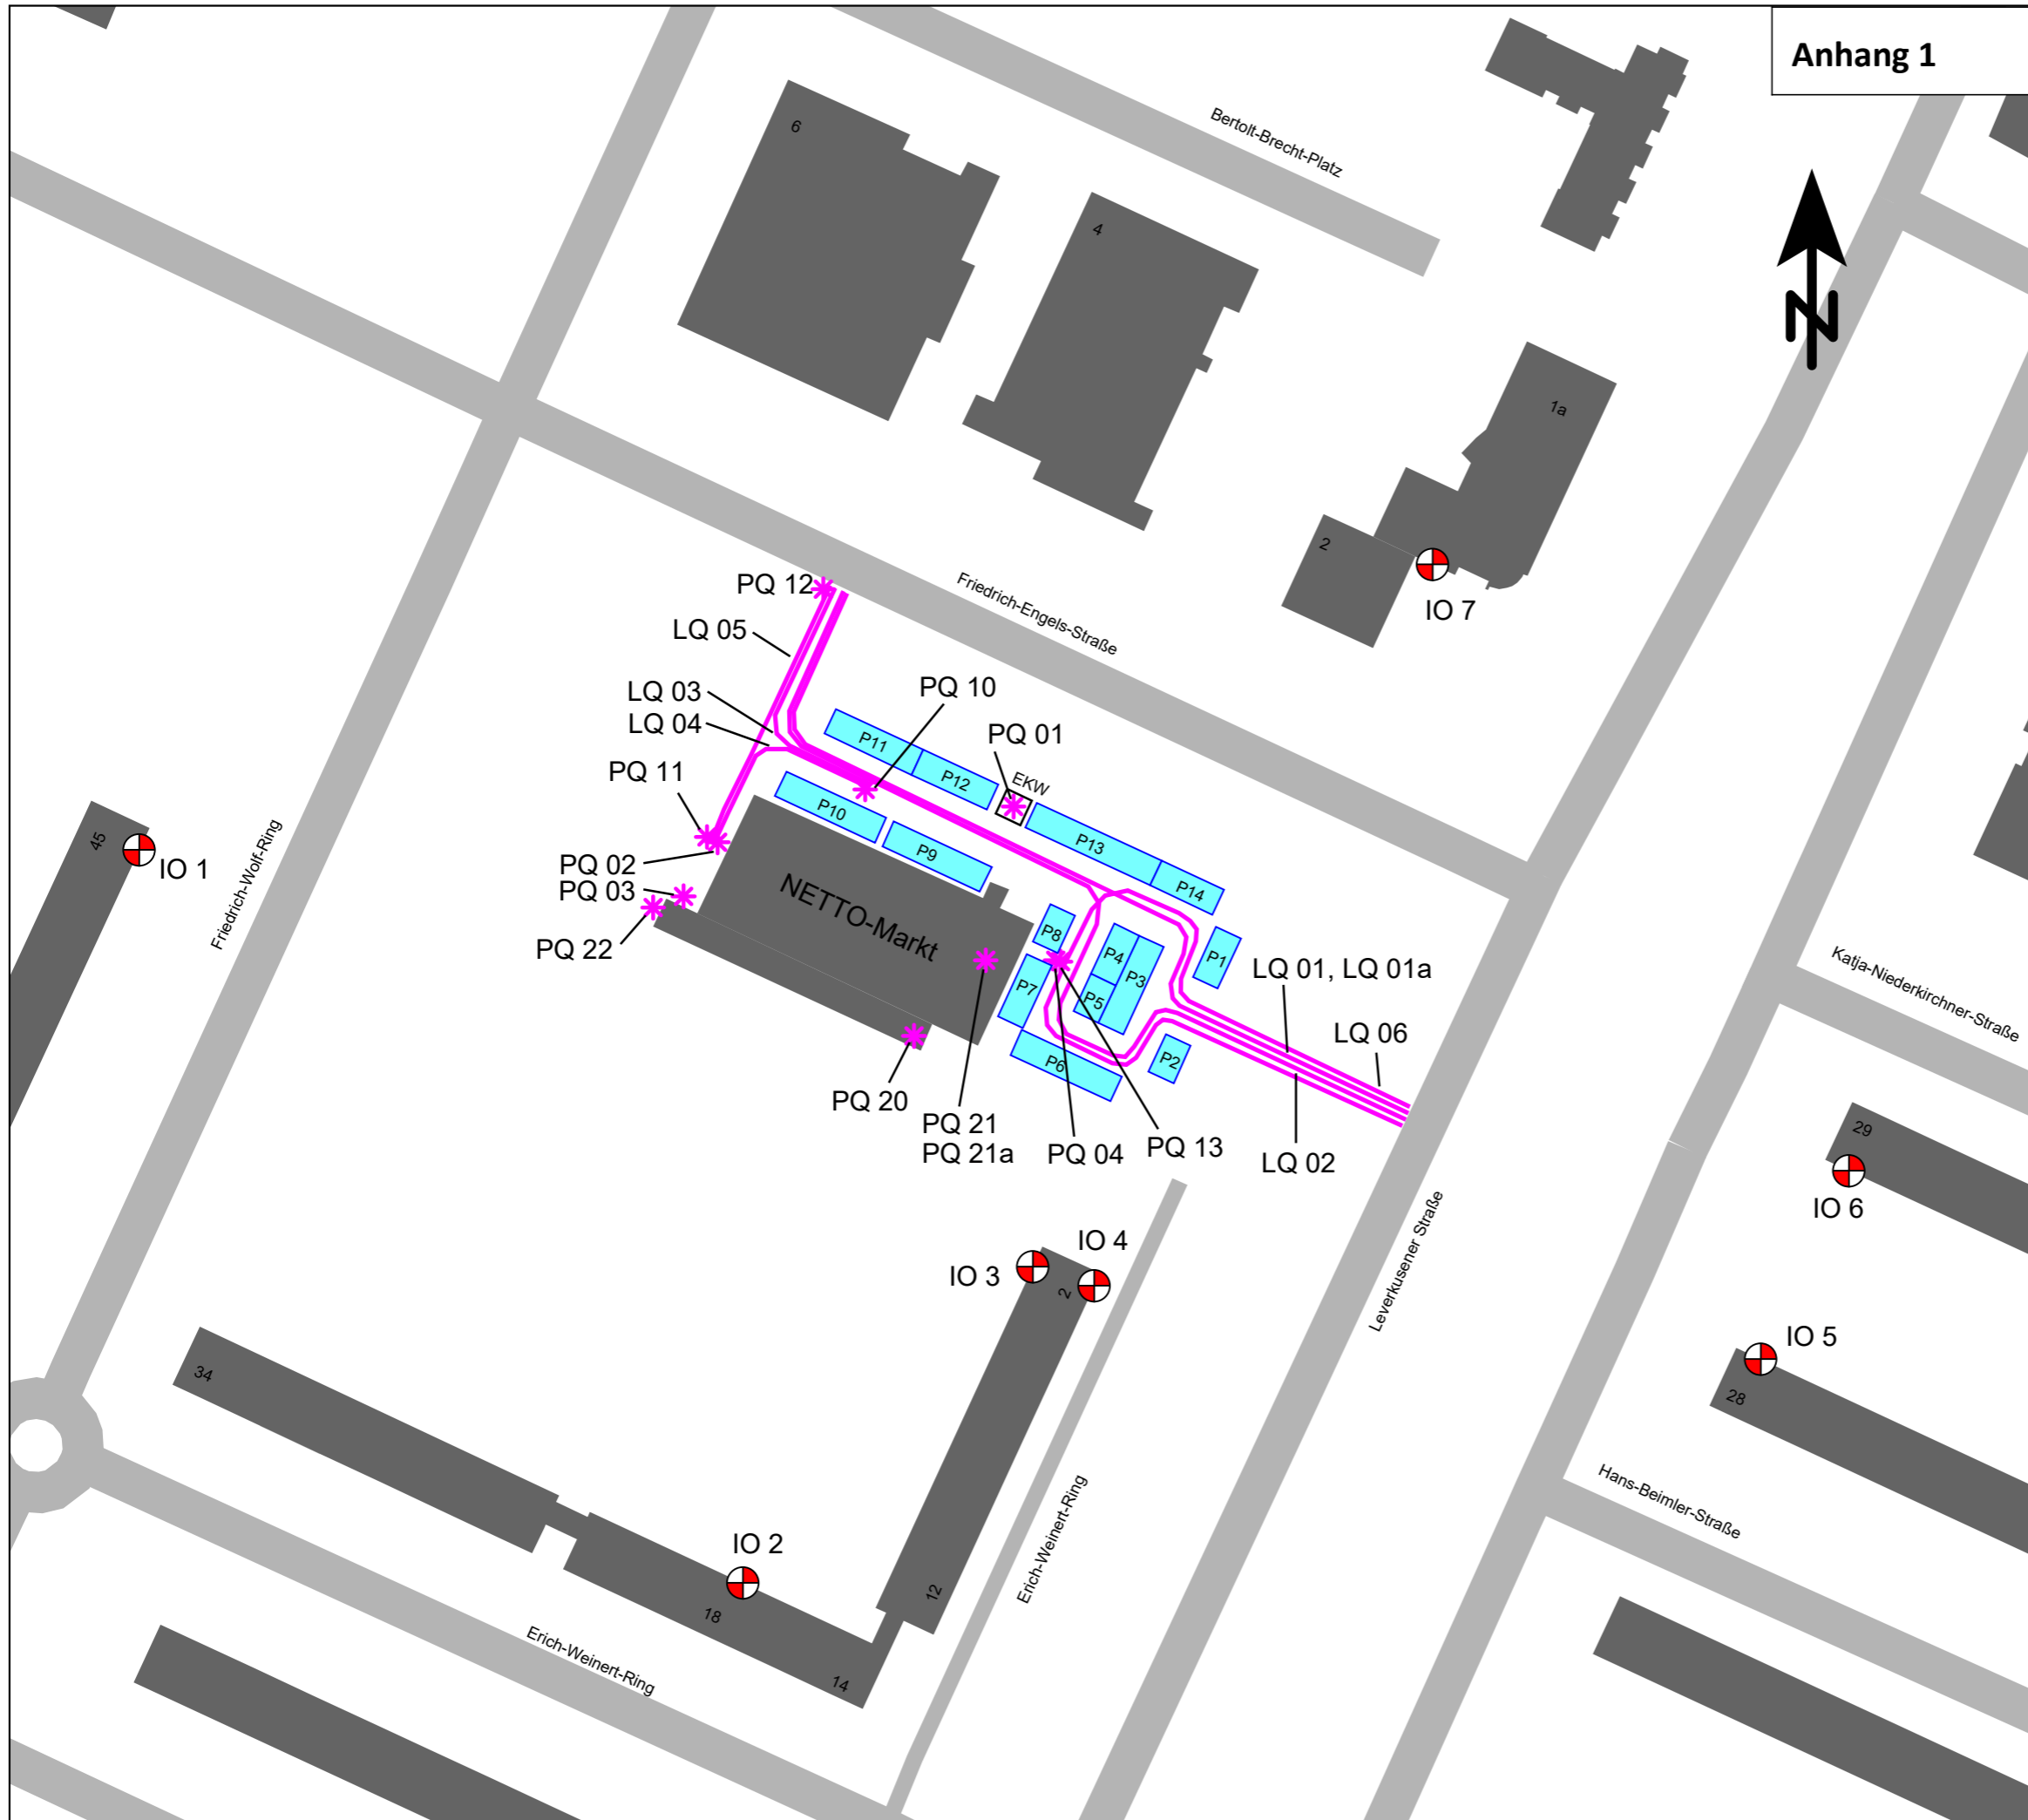 Anhang 1
Bertolt-Brecht-Platz
6
4
1a
2
N
IO 7
PQ 12
Friedrich-Engels-Straße
LQ 05
LQ 03
PQ 10
LQ 04
PQ 01
PQ 11
EKW
P11
P12
P10
P13
P9
P14
45
IO 1
Friedrich-Wolf-Ring
PQ 02
PQ 03
NETTO-Markt
PQ 22
P8
P4
P3
P1
P7
P5
P6
P2
LQ 01, LQ 01a
LQ 06
Katja-Niederkirchner-Straße
PQ 20
PQ 21
PQ 21a
PQ 04
PQ 13
LQ 02
29
IO 6
Leverkusener Straße
IO 4
IO 3
2
IO 5
28
34
Hans-Beimler-Straße
IO 2
Erich-Weinert-Ring
12
18
Erich-Weinert-Ring
14